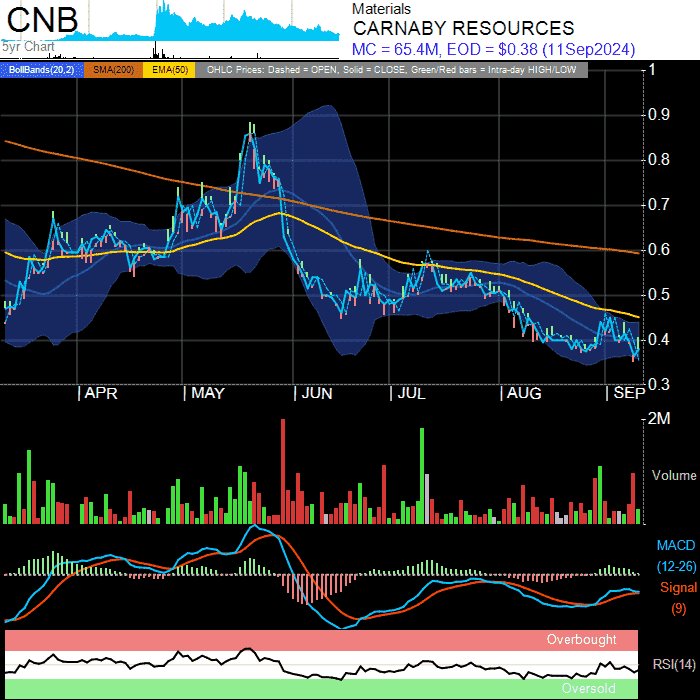 CNB
5yr Chart
Materials
CARNABY RESOURCES
MC = 65.4M, EOD = $0.38 (11Sep2024)
BollBands(20,2) SMA(200) EMA(50) OHLC Prices: Dashed = OPEN, Solid = CLOSE, Green/Red bars = Intra-day HIGH/LOW
1
0.9
0.8
0.7
0.6
0.5
0.4
0.3
| APR | MAY | JUN | JUL | AUG | SEP
2M
Volume
MACD
(12-26)
Signal
(9)
Overbought
RSI(14)
Oversold